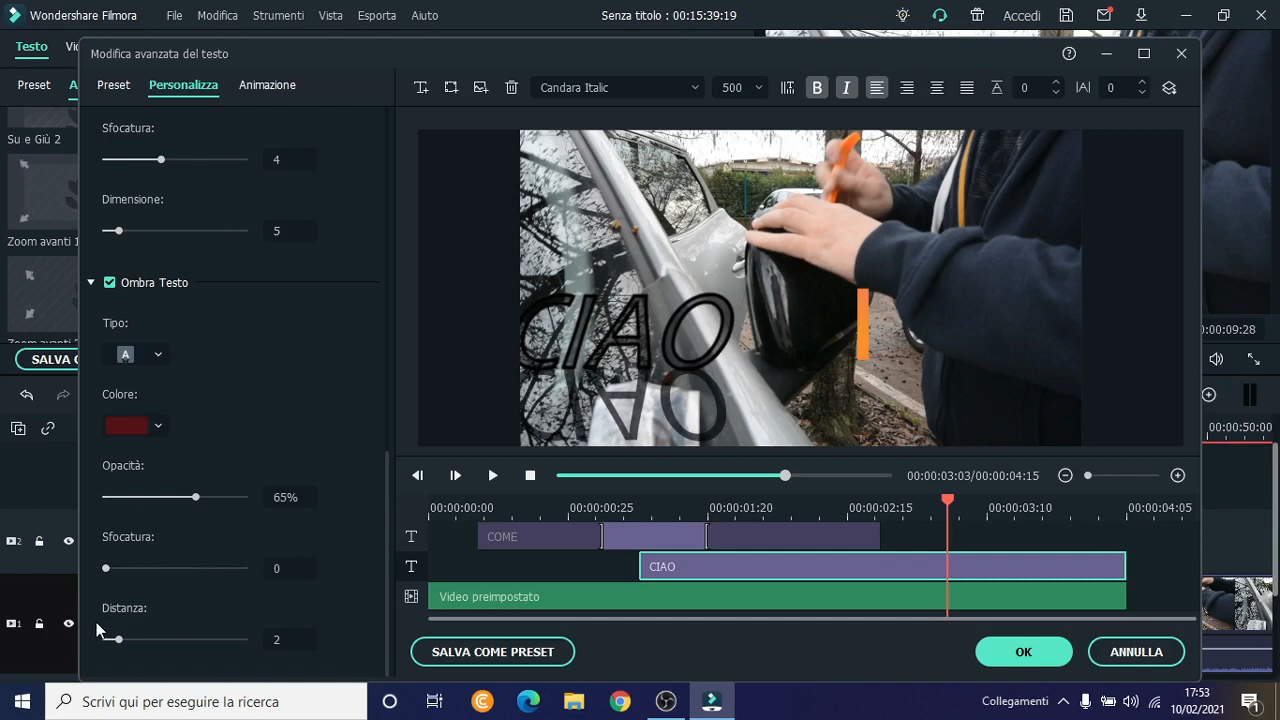 Wondershare Filmora File Modifica Strumenti Vista Esporta Aiuto Senza titolo : 00:15:39:19 Accedi
Testo
Modifica avanzata del testo
Preset
Preset Personalizza Animazione
Candara Italic 500 B I 0 0
Su e Giù 2
Sfocatura:
4
Dimensione:
5
Zoom avanti 1
Ombra Testo
Tipo:
A
SALVA
Colore:
Opacità:
65%
Sfocatura:
0
Distanza:
2
CIAO
CIAO
00:00:03:03/00:00:04:15
00:00:00:00 00:00:00:25 00:00:01:20 00:00:02:15 00:00:03:10 00:00:04:05
COME
CIAO
Video preimpostato
00:09:28
00:00:50:00
2
1
SALVA COME PRESET OK ANNULLA
Scrivi qui per eseguire la ricerca
Collegamenti
17:53
10/02/2021
1